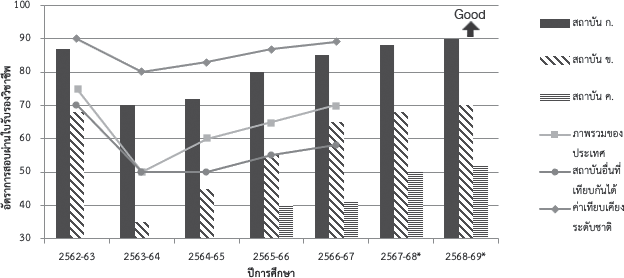 Good
100
90
80
70
60
50
40
30
อัตราการสอบผ่านใบรับรองวิชาชีพ
2562-63
2563-64
2564-65
2565-66
2566-67
2567-68*
2568-69*
ปีการศึกษา
สถาบัน ก.
สถาบัน ข.
สถาบัน ค.
ภาพรวมของ
ประเทศ
สถาบันอื่นที่
เทียบกันได้
ค่าเทียบเคียง
ระดับชาติ